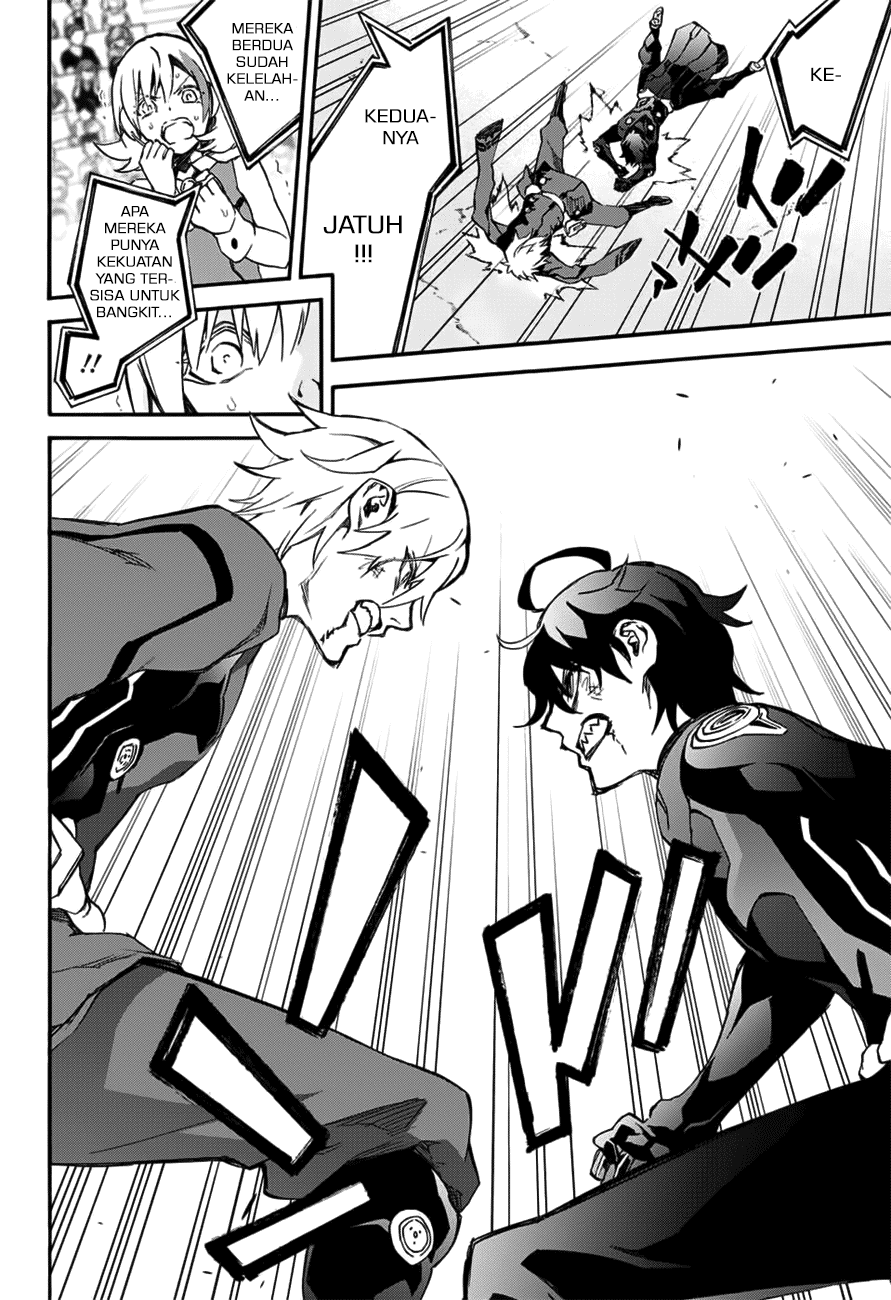 KE-
KEDUA-
NYA
JATUH
!!!
MEREKA
BERDUA
SUDAH
KELELAH-
AN...
APA
MEREKA
PUNYA
KEKUATAN
YANG TER-
SISA UNTUK
BANGKIT...
!!